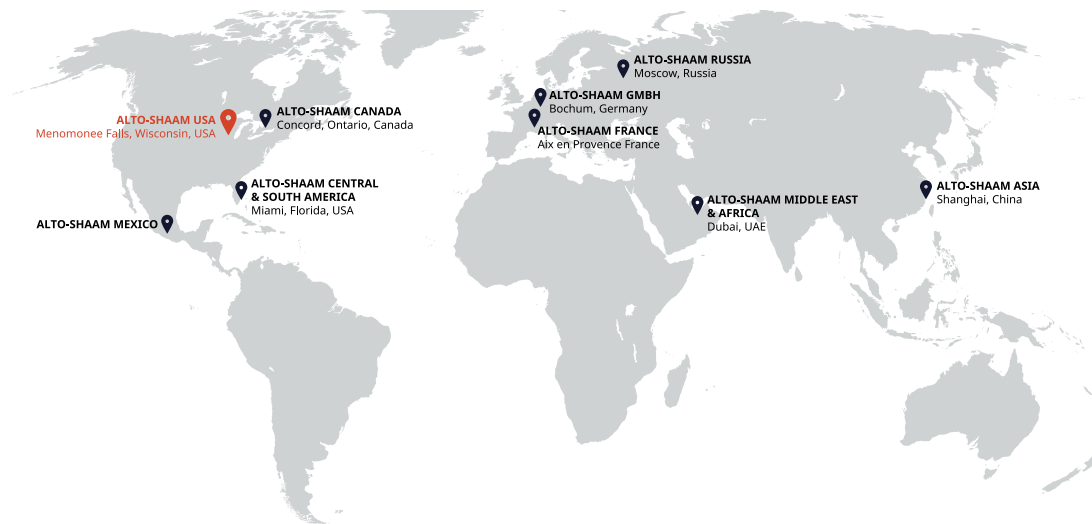 ALTO-SHAAM RUSSIA
Moscow, Russia
ALTO-SHAAM GMBH
Bochum, Germany
ALTO-SHAAM CANADA
Concord, Ontario, Canada
ALTO-SHAAM USA
Menomonee Falls, Wisconsin, USA
ALTO-SHAAM FRANCE
Aix en Provence France
ALTO-SHAAM CENTRAL
& SOUTH AMERICA
Miami, Florida, USA
ALTO-SHAAM ASIA
Shanghai, China
ALTO-SHAAM MIDDLE EAST
& AFRICA
Dubai, UAE
ALTO-SHAAM MEXICO